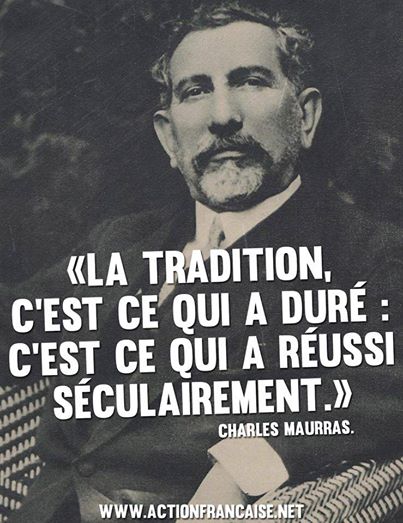 «LA TRADITION,
C'EST CE QUI A DURÉ :
C'EST CE QUI A RÉUSSI
SÉCULAIREMENT.»
CHARLES MAURRAS.
WWW.ACTIONFRANCAISE.NET